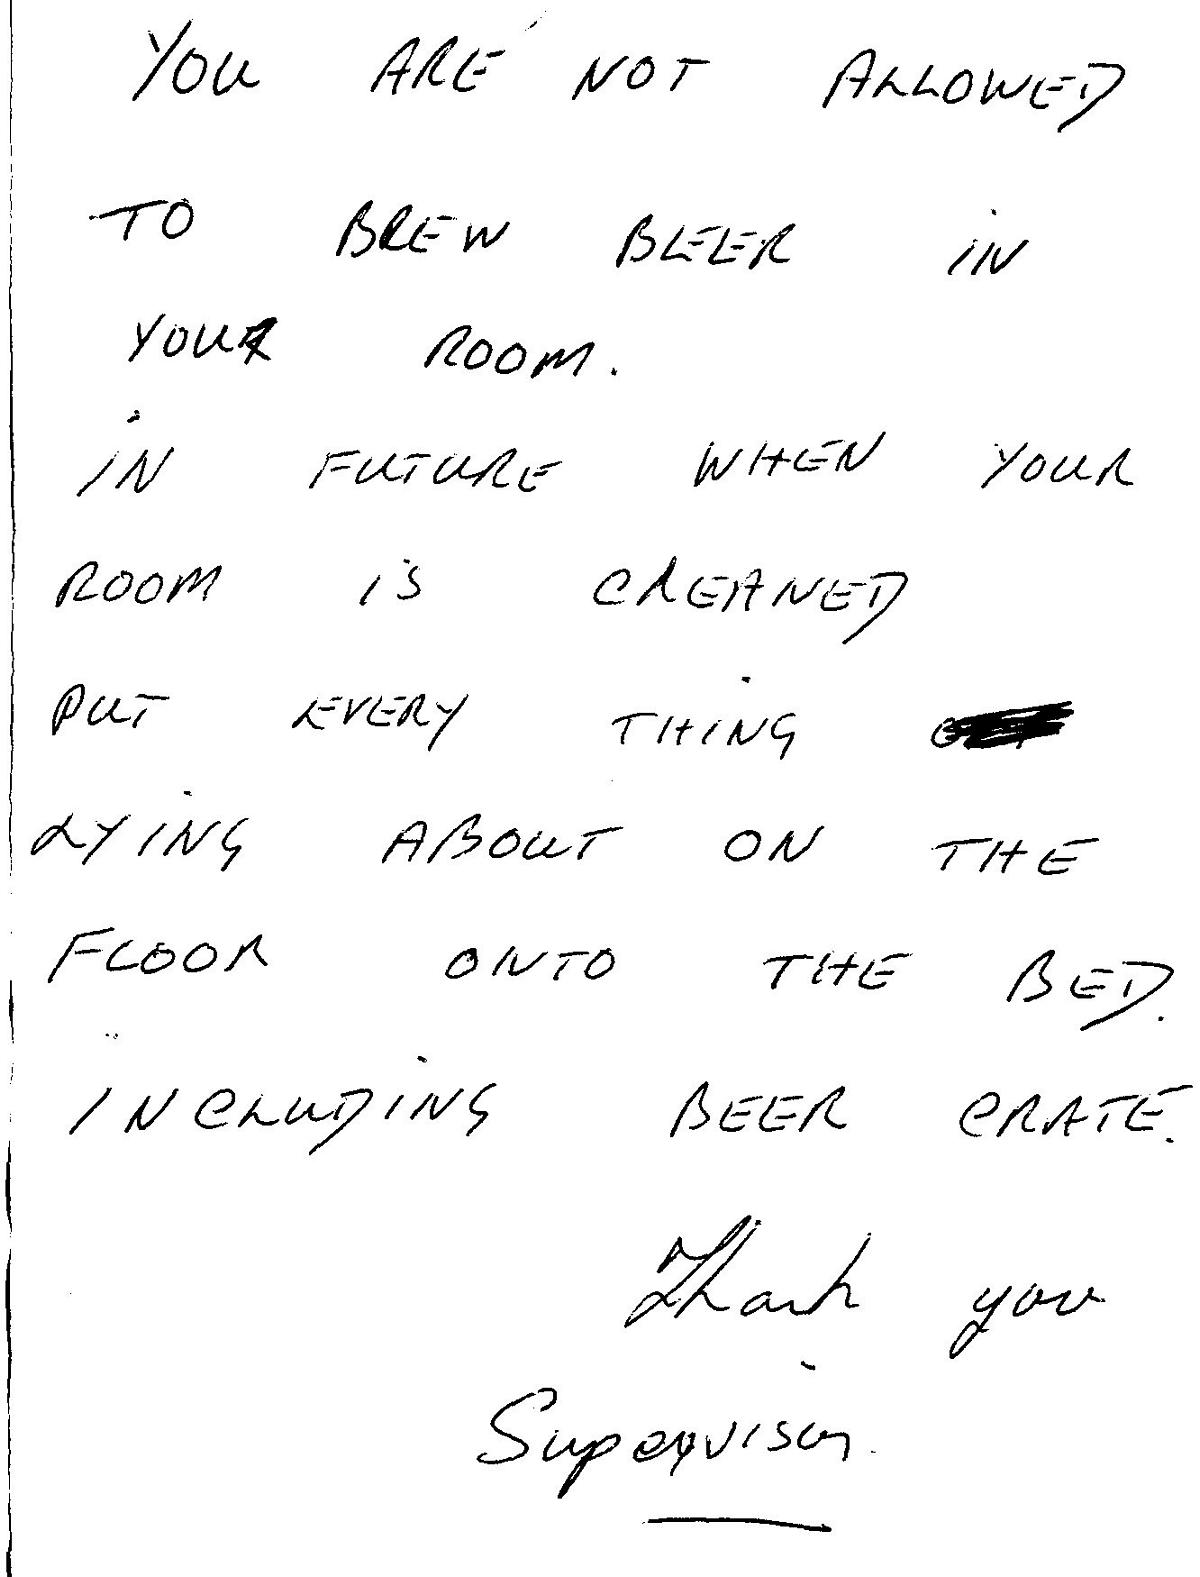 YOU ARE NOT ALLOWED
TO BREW BEER IN
YOUR ROOM.
IN FUTURE WHEN YOUR
ROOM IS CLEANED
PUT EVERY THING
LYING ABOUT ON THE
FLOOR ONTO THE BED.
INCLUDING BEER CRATE.
Thank you
Supervisor.